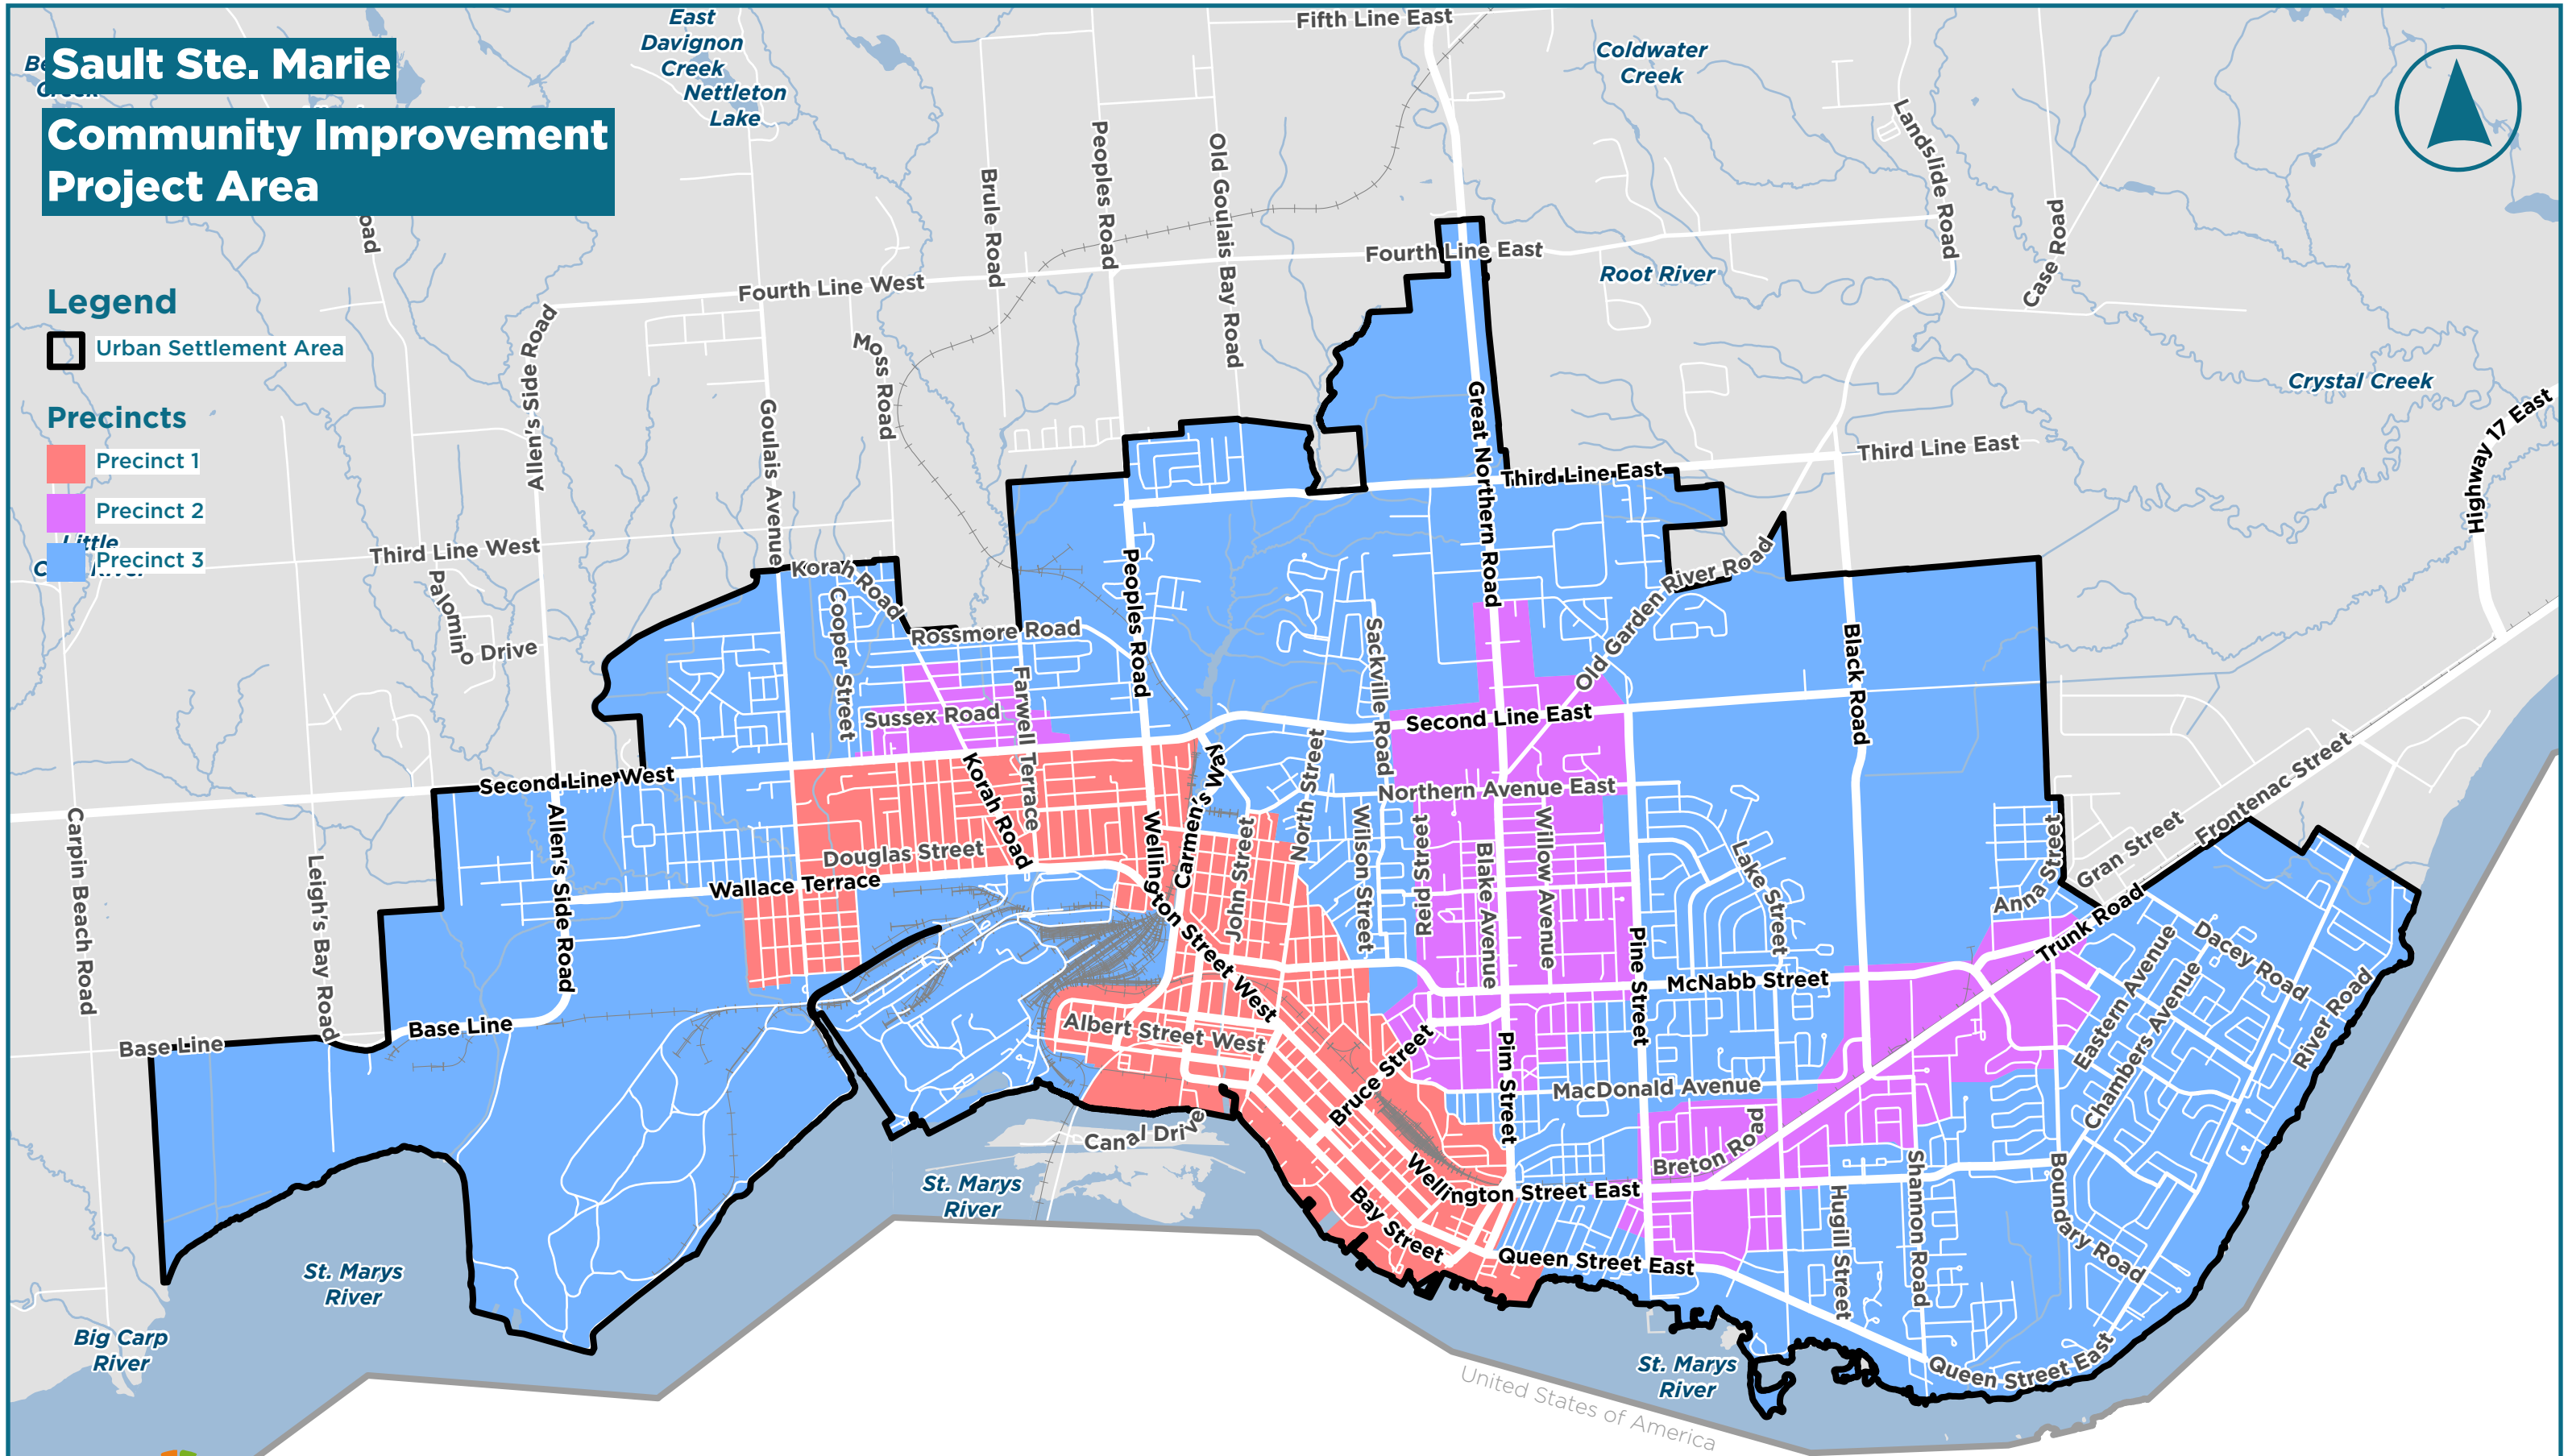 Sault Ste. Marie
Community Improvement
Project Area
Legend
Urban Settlement Area
Precincts
Precinct 1
Precinct 2
Precinct 3
East
Davignon
Creek
Nettleton
Lake
Fifth Line East
Coldwater
Creek
Landslide Road
Case Road
Brule Road
Peoples Road
Old Goulais Bay Road
Fourth Line West
Fourth Line East
Root River
Crystal Creek
Highway 17 East
Allen's Side Road
Moss Road
Goulais Avenue
Great Northern Road
Third Line East
Third Line East
Third Line West
Palomino Drive
Korah Road
Cooper Street
Rossmore Road
Peoples Road
Sackville Road
Old Garden River Road
Black Road
Sussex Road
Farwell Terrace
Second Line East
Second Line West
Korah Road
Carmen's Way
North Street
Northern Avenue East
Gran Street
Frontenac Street
Carpin Beach Road
Leigh's Bay Road
Allen's Side Road
Douglas Street
Wallace Terrace
Wellington Street West
John Street
Wilson Street
Reid Street
Blake Avenue
Willow Avenue
Lake Street
Anna Street
Trunk Road
Dacey Road
Eastern Avenue
Chambers Avenue
River Road
Pine Street
McNabb Street
Base Line
Base Line
Albert Street West
Bruce Street
Pim Street
MacDonald Avenue
Canal Drive
Breton Road
Wellington Street East
Bay Street
Queen Street East
Hugill Street
Shannon Road
Boundary Road
Queen Street East
St. Marys
River
St. Marys
River
St. Marys
River
Big Carp
River
United States of America